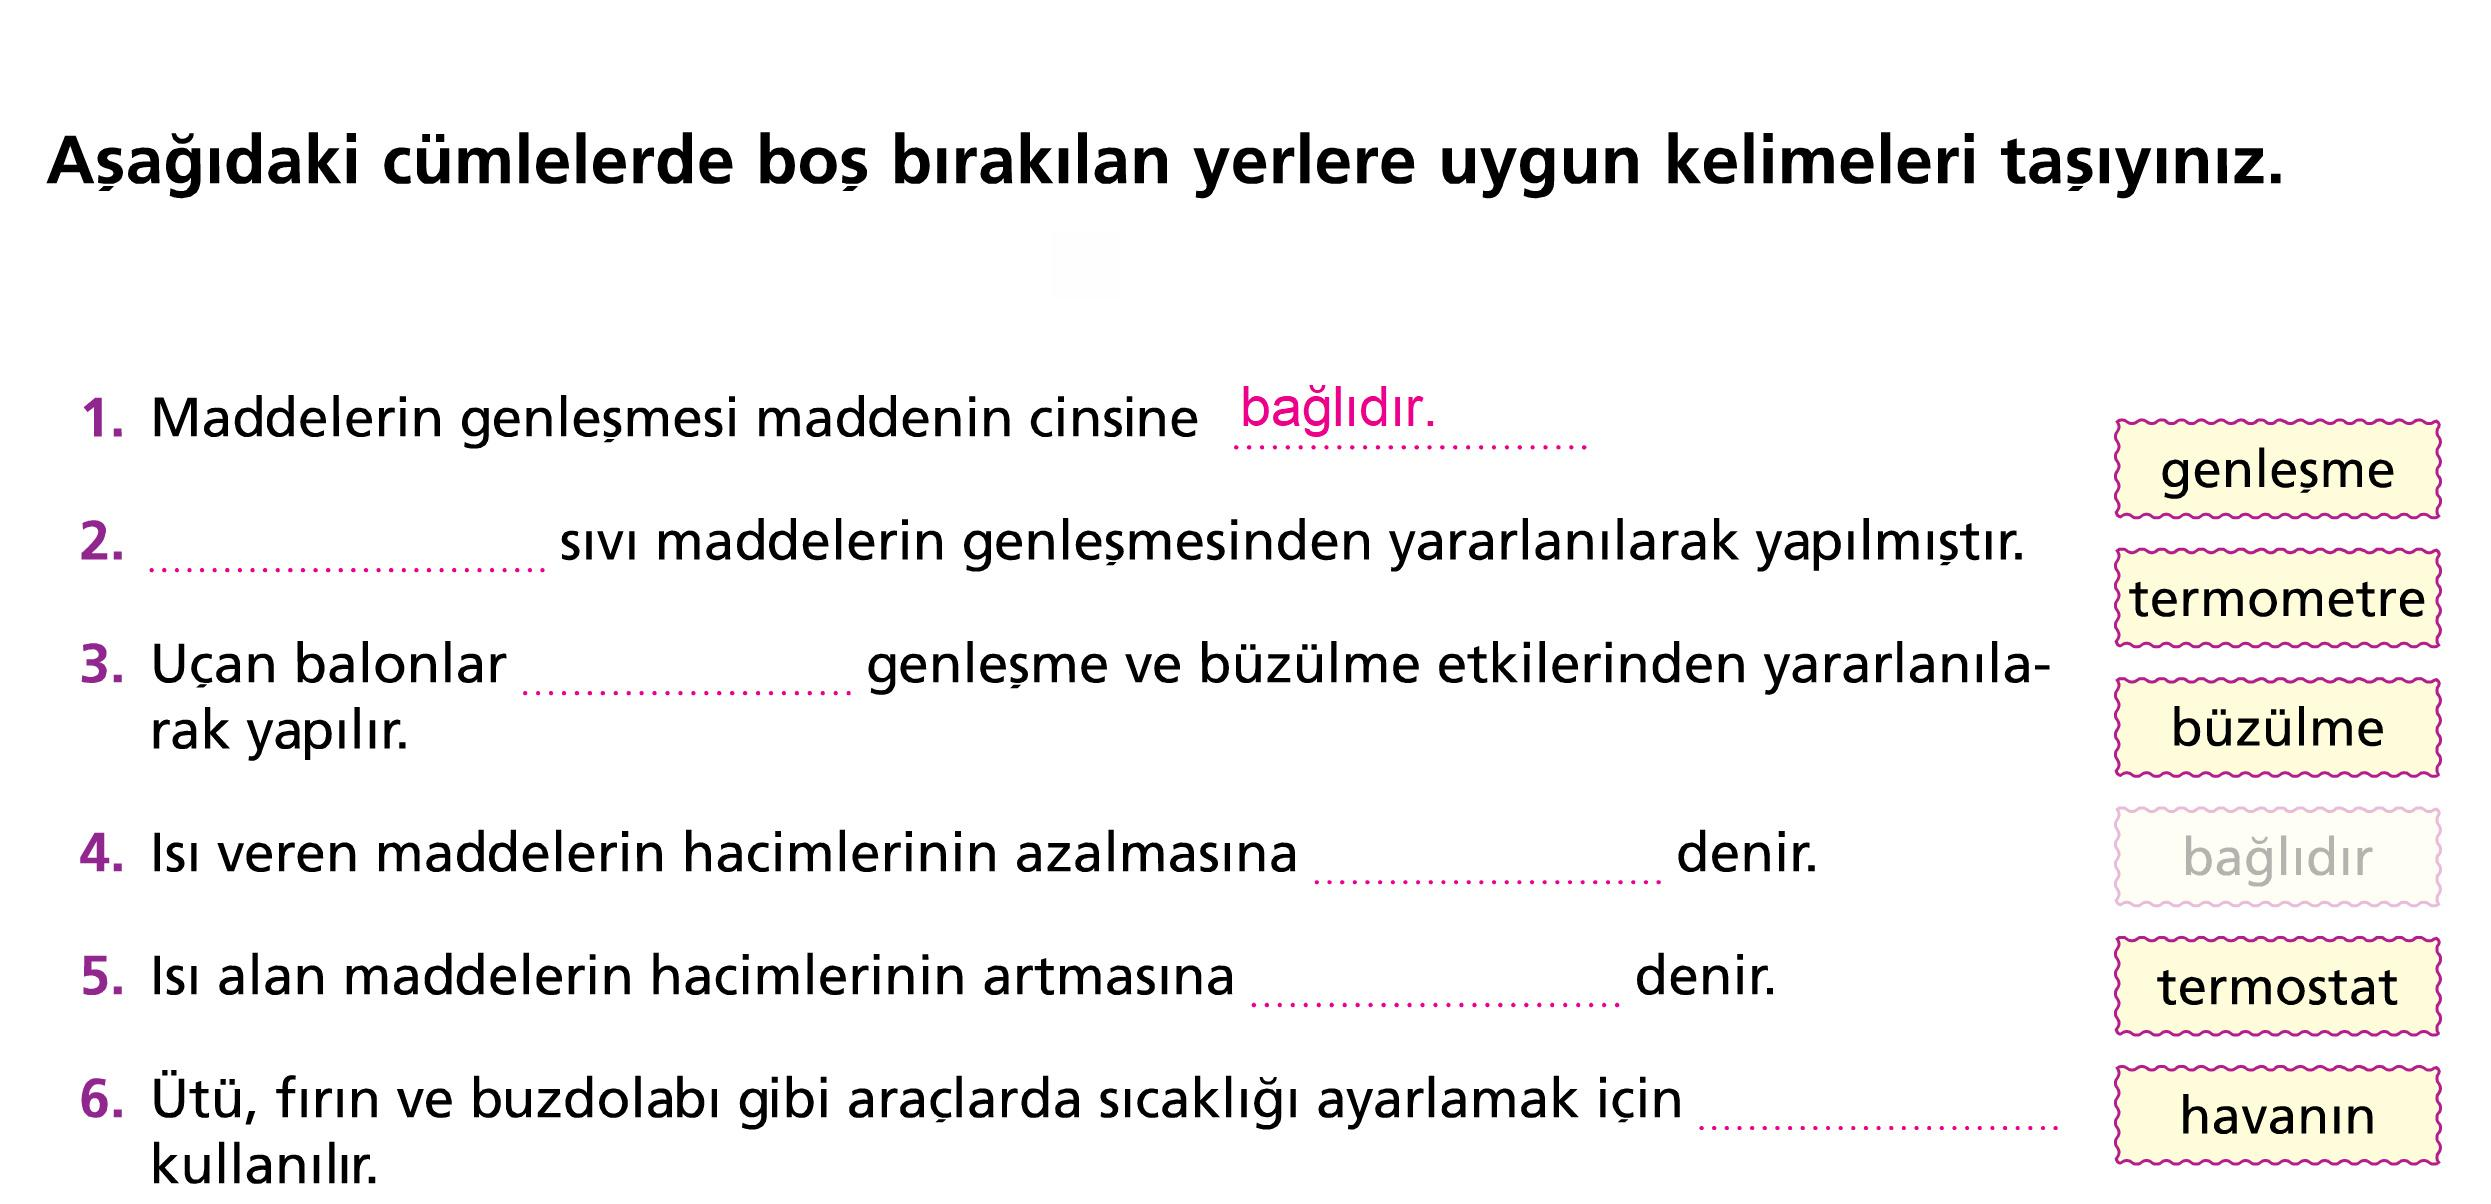 Aşağıdaki cümlelerde boş bırakılan yerlere uygun kelimeleri taşıyınız.
1. Maddelerin genleşmesi maddenin cinsine bağlıdır.
2. ............................... sıvı maddelerin genleşmesinden yararlanılarak yapılmıştır.
3. Uçan balonlar .......................... genleşme ve büzülme etkilerinden yararlanıla-
rak yapılır.
4. Isı veren maddelerin hacimlerinin azalmasına ........................... denir.
5. Isı alan maddelerin hacimlerinin artmasına ............................. denir.
6. Ütü, fırın ve buzdolabı gibi araçlarda sıcaklığı ayarlamak için ............................
kullanılır.
genleşme
termometre
büzülme
bağlıdır
termostat
havanın